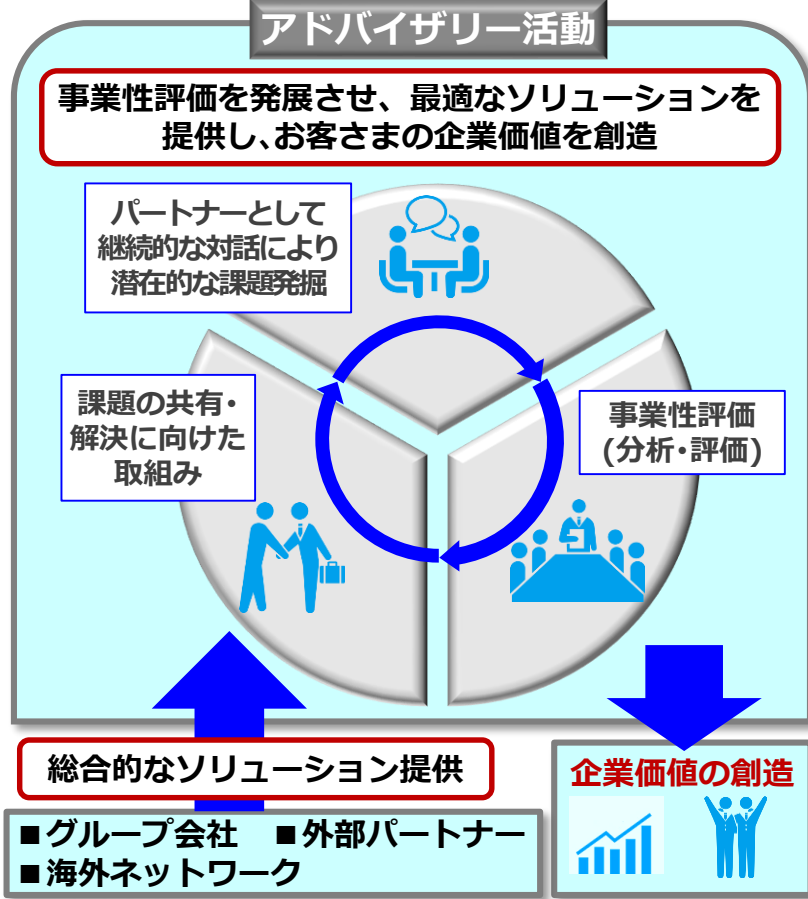 アドバイザリー活動
事業性評価を発展させ、最適なソリューションを
提供し、お客さまの企業価値を創造
パートナーとして
継続的な対話により
潜在的な課題発掘
課題の共有・
解決に向けた
取組み
事業性評価
(分析・評価)
総合的なソリューション提供
■グループ会社 ■外部パートナー
■海外ネットワーク
企業価値の創造